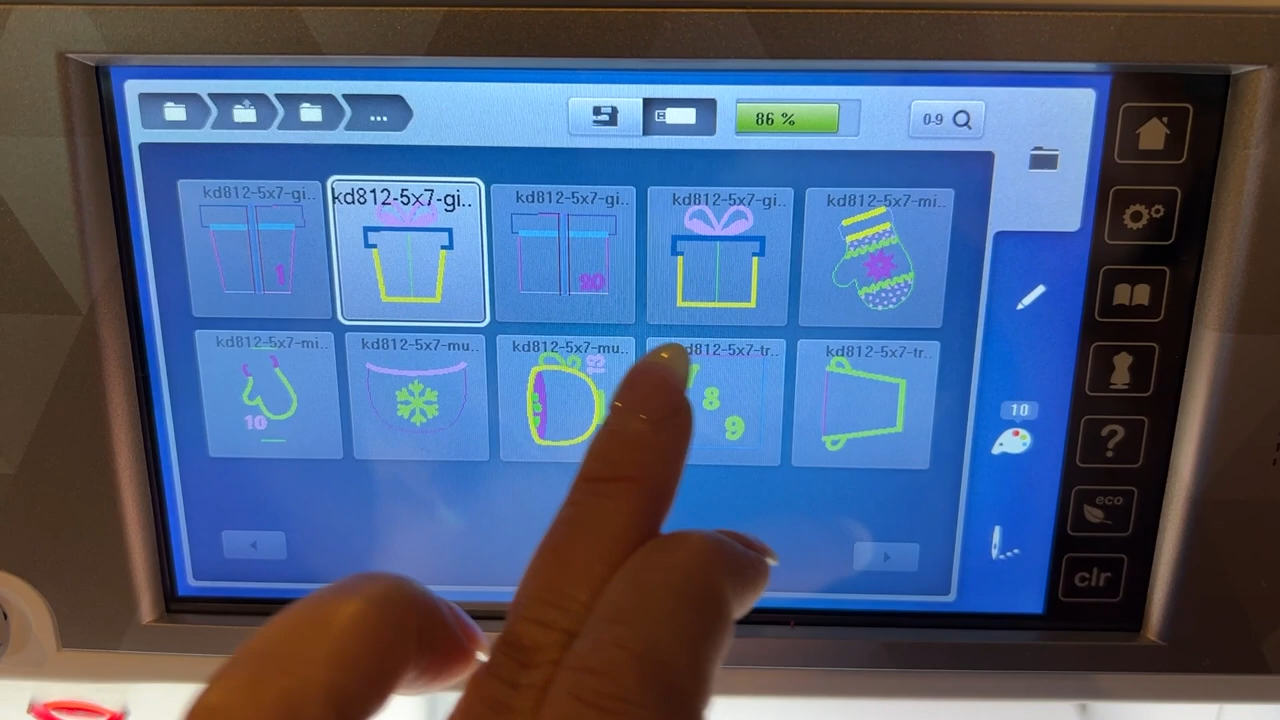 ...
86 %
0-9
kd812-5x7-gi..
kd812-5x7-gi..
kd812-5x7-gi..
kd812-5x7-gi..
kd812-5x7-mi..
1
20
kd812-5x7-mi..
kd812-5x7-mu..
kd812-5x7-mu..
d812-5x7-tr..
kd812-5x7-tr..
10
13
8
9
10
?
eco
clr